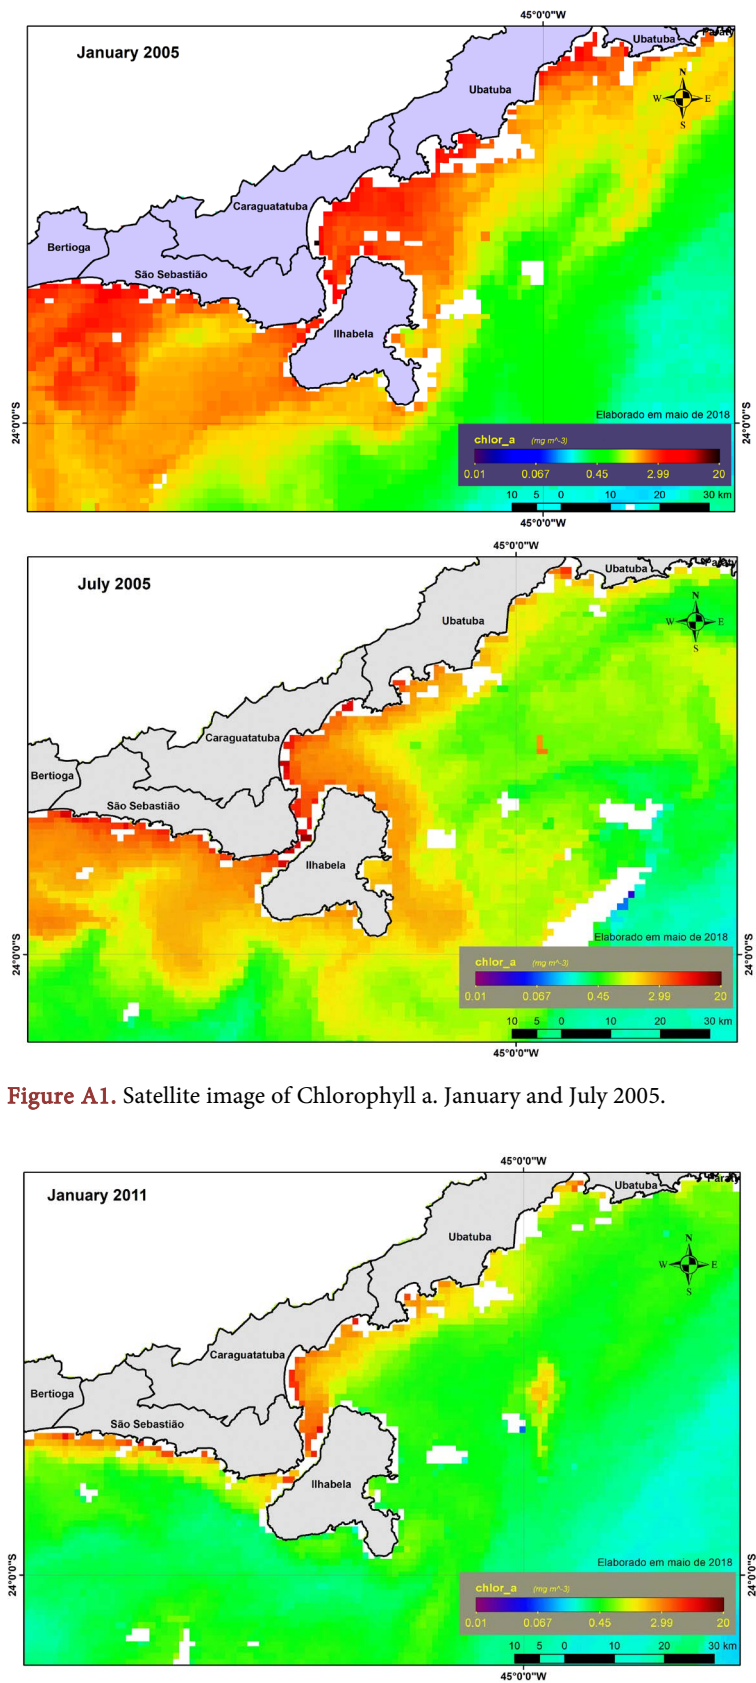 45°0'0"W
January 2005
Ubatuba
Paraty
Ubatuba
N
W E
S
Caraguatatuba
Bertioga
São Sebastião
Ilhabela
24°0'0"S
24°0'0"S
Elaborado em maio de 2018
chlor_a (mg m^-3)
0.01 0.067 0.45 2.99 20
10 5 0 10 20 30 km
45°0'0"W
45°0'0"W
July 2005
Ubatuba
Paraty
Ubatuba
N
W E
S
Caraguatatuba
Bertioga
São Sebastião
Ilhabela
24°0'0"S
24°0'0"S
Elaborado em maio de 2018
chlor_a (mg m^-3)
0.01 0.067 0.45 2.99 20
10 5 0 10 20 30 km
45°0'0"W
Figure A1. Satellite image of Chlorophyll a. January and July 2005.
45°0'0"W
January 2011
Ubatuba
Paraty
Ubatuba
N
W E
S
Caraguatatuba
Bertioga
São Sebastião
Ilhabela
24°0'0"S
24°0'0"S
Elaborado em maio de 2018
chlor_a (mg m^-3)
0.01 0.067 0.45 2.99 20
10 5 0 10 20 30 km
45°0'0"W